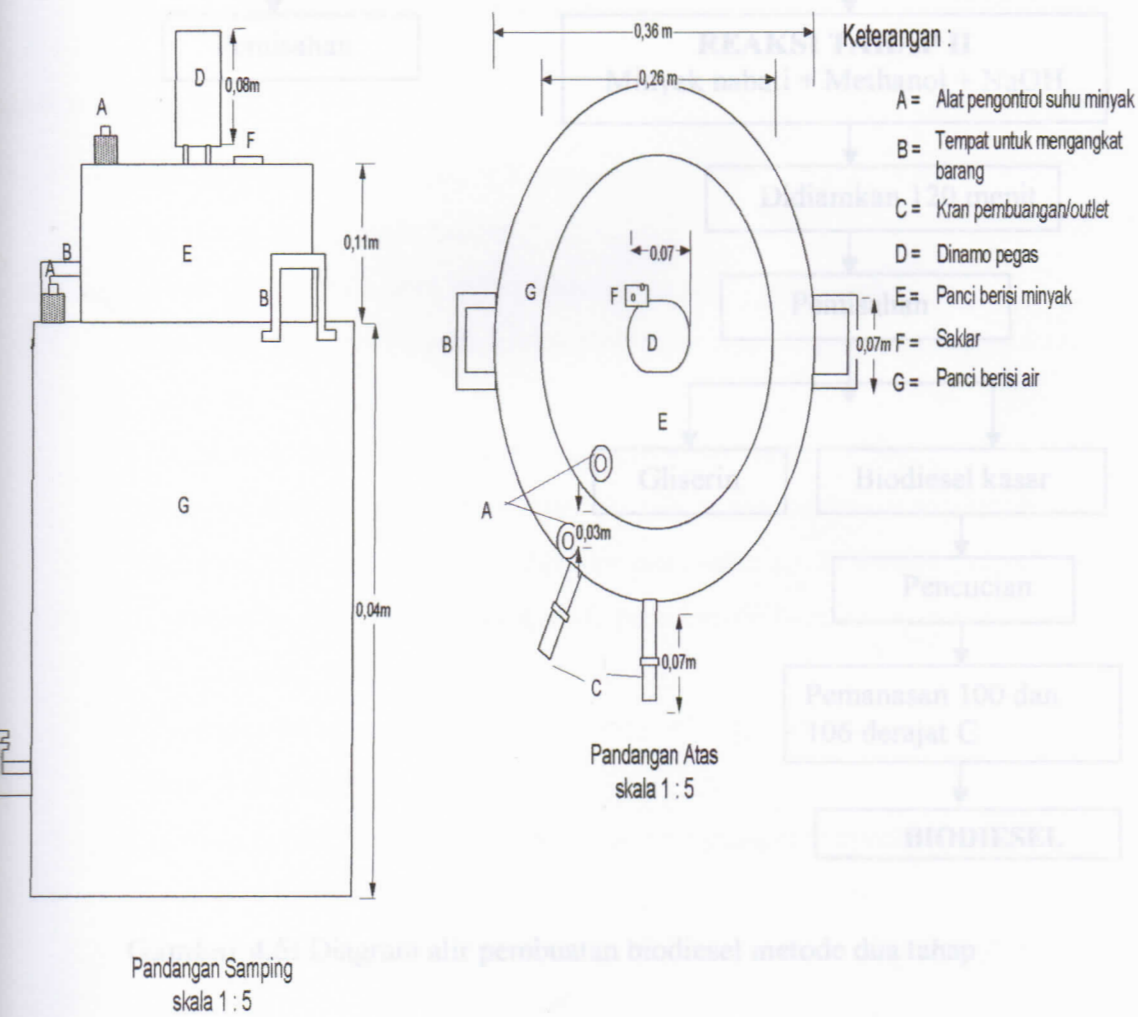 D
0,08m
A
F
0,11m
E
B
A
B
G
0,04m
Pandangan Samping
skala 1 : 5
0,36 m
0,26 m
0.07
G
F
B
D
0,07m
E
A
0,03m
0,07m
C
Pandangan Atas
skala 1 : 5
Keterangan :
A = Alat pengontrol suhu minyak
B = Tempat untuk mengangkat
barang
C = Kran pembuangan/outlet
D = Dinamo pegas
E = Panci berisi minyak
F = Saklar
G = Panci berisi air
REAKSI TAHAP II
Minyak nabati + Methanol + NaOH
Didiamkan 120 menit
Pemisahan
Gliserin
Biodiesel kasar
Pencucian
Pemanasan 100 dan
106 derajat C
BIODIESEL
Diagram alir pembuatan biodiesel metode dua tahap